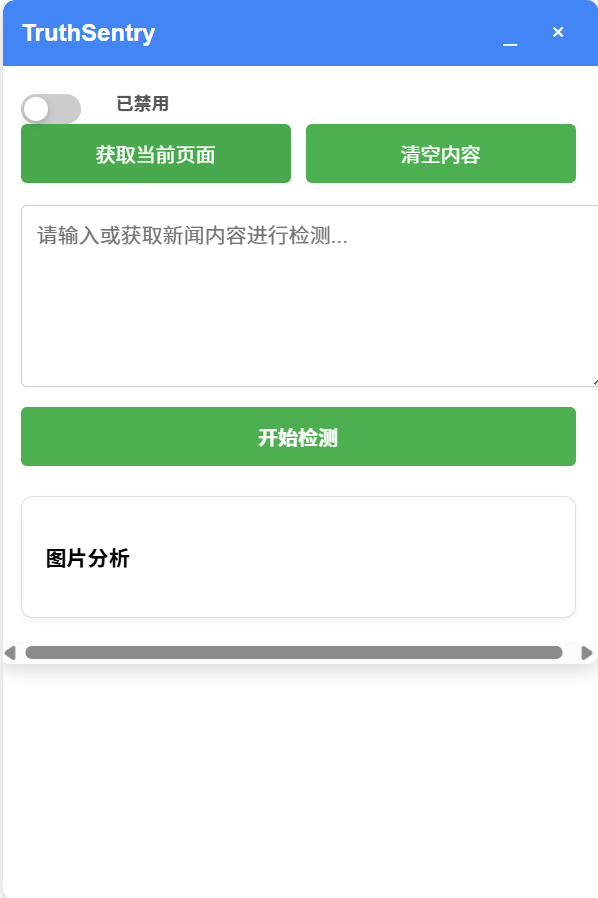 TruthSentry
已禁用
获取当前页面 清空内容
请输入或获取新闻内容进行检测...
开始检测
图片分析